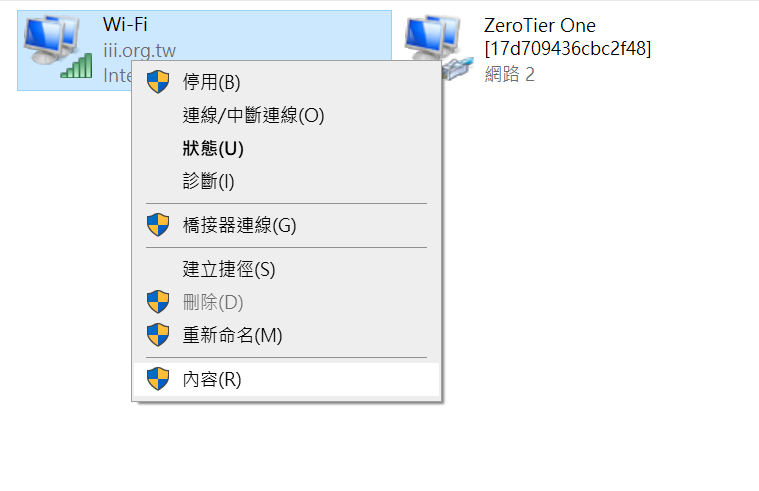 Wi-Fi
iii.org.tw
Inte
ZeroTier One
[17d709436cbc2f48]
網路 2
停用(B)
連線/中斷連線(O)
狀態(U)
診斷(I)
橋接器連線(G)
建立捷徑(S)
刪除(D)
重新命名(M)
內容(R)